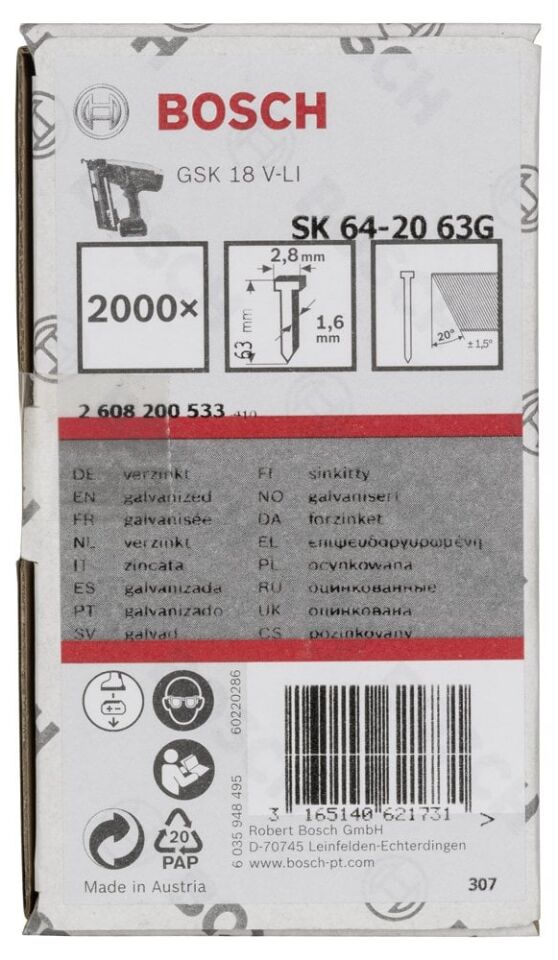 BOSCH
GSK 18 V-LI
SK 64-20 63G
2000×
2,8 mm
63 mm
1,6 mm
20°
± 1,5°
2 608 200 533 410
DE verzinkt
EN galvanized
FR galvanisée
NL verzinkt
IT zincata
ES galvanizada
PT galvanizado
SV galvad
FI sinkitty
NO galvanisert
DA forzinket
EL επιψευδαργυρωμένη
PL ocynkowana
RU оцинкованные
UK оцинкована
CS pozinkovaný
60220286
6 035 948 495
3 165140 621731 >
20
PAP
Robert Bosch GmbH
D-70745 Leinfelden-Echterdingen
www.bosch-pt.com
Made in Austria
307